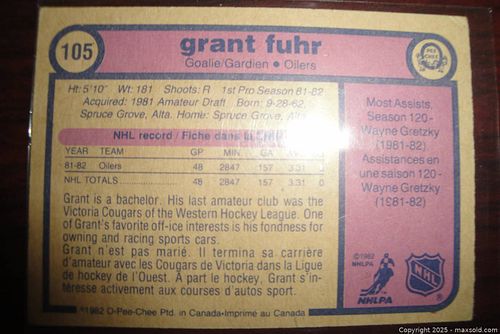 105
grant fuhr
Goalie/Gardien • Oilers
O PEE CHEE
Ht: 5'10" Wt: 181 Shoots: R 1st Pro Season 81-82
Acquired: 1981 Amateur Draft Born: 9-28-62,
Spruce Grove, Alta. Home: Spruce Grove, Alta.
NHL record / Fiche dans la
YEAR TEAM GP MIN. GA
81-82 Oilers 48 2847 157 3.31 0
NHL TOTALS 48 2847 157 3.31 0
Grant is a bachelor. His last amateur club was the
Victoria Cougars of the Western Hockey League. One
of Grant's favorite off-ice interests is his fondness for
owning and racing sports cars.
Grant n'est pas marié. Il termina sa carrière
d'amateur avec les Cougars de Victoria dans la Ligue
de hockey de l'Ouest. A part le hockey, Grant s'in-
téresse activement aux courses d'autos sport.
©1982 O-Pee-Chee Ptd. in Canada-Imprimé au Canada
Most Assists,
Season 120-
Wayne Gretzky
(1981-82)
Assistances en
une saison 120-
Wayne Gretzky
(1981-82)
©1982
NHLPA
NHLPA
NHL
Copyright 2025 - maxsold.com